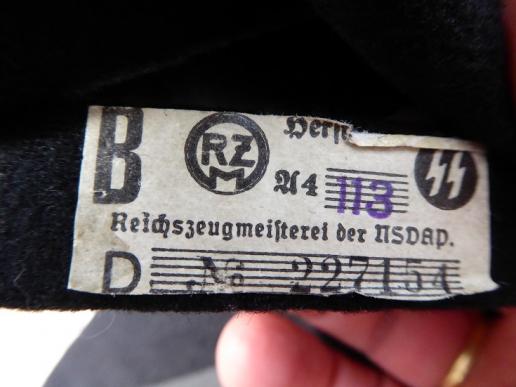 B RZM
A4 113
Reichszeugmeisterei der NSDAP.
D № 227154